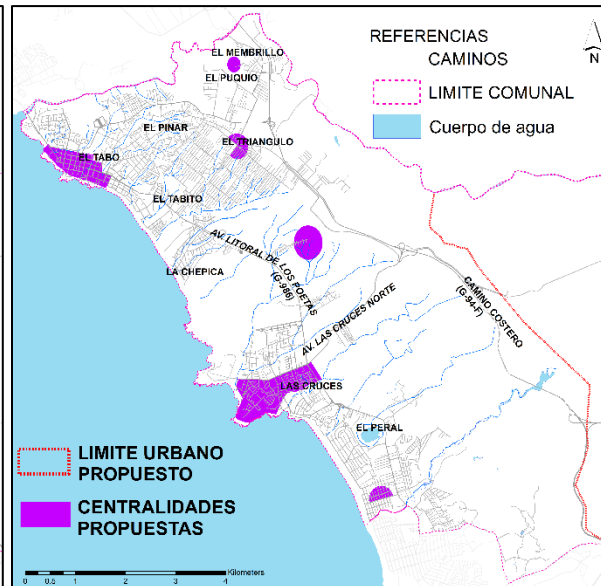 REFERENCIAS
CAMINOS
LIMITE COMUNAL
Cuerpo de agua
N
EL MEMBRILLO
EL PUQUIO
EL PINAR
EL TRIANGULO
EL TABO
EL TABITO
AV. LITORAL DE LOS POETAS
(G-986)
LA CHEPICA
CAMINO COSTERO
(G-94-F)
AV. LAS CRUCES NORTE
LAS CRUCES
EL PERAL
LIMITE URBANO
PROPUESTO
CENTRALIDADES
PROPUESTAS
Kilometers
0 0.5 1 2 3 4